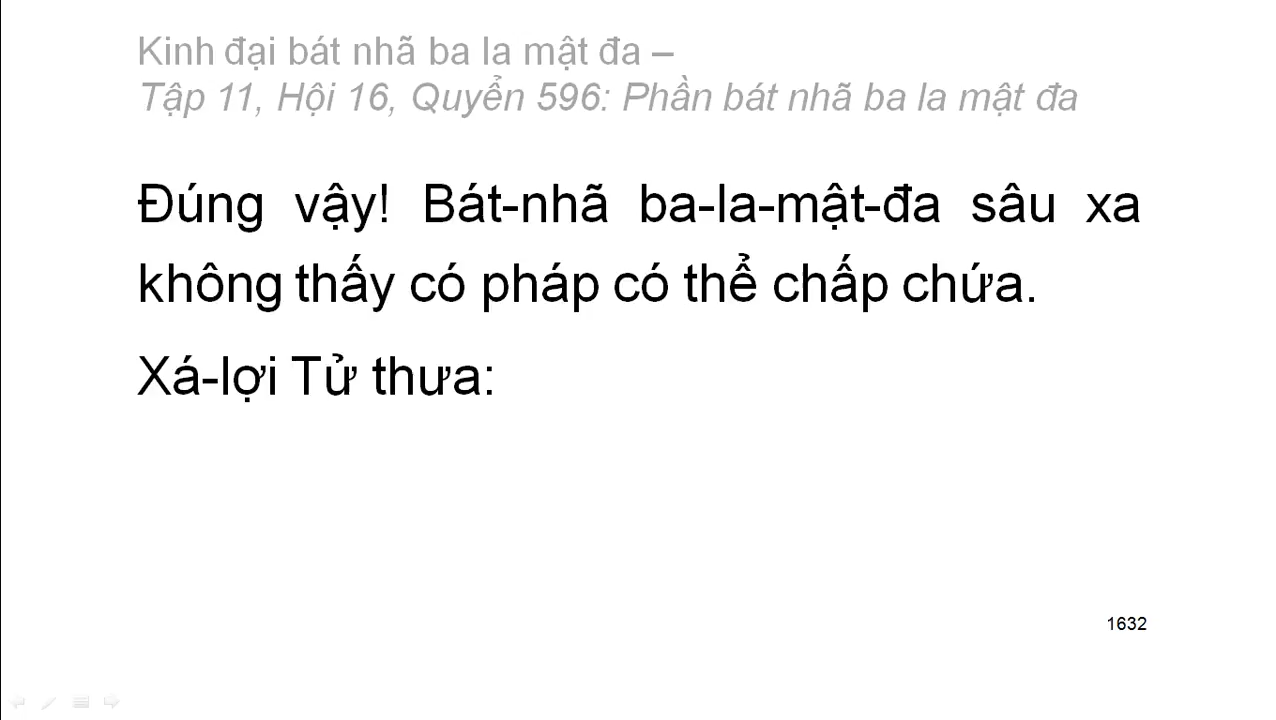 Kinh đại bát nhã ba la mật đa –
Tập 11, Hội 16, Quyển 596: Phần bát nhã ba la mật đa
Đúng vậy! Bát-nhã ba-la-mật-đa sâu xa
không thấy có pháp có thể chấp chứa.
Xá-lợi Tử thưa:
1632